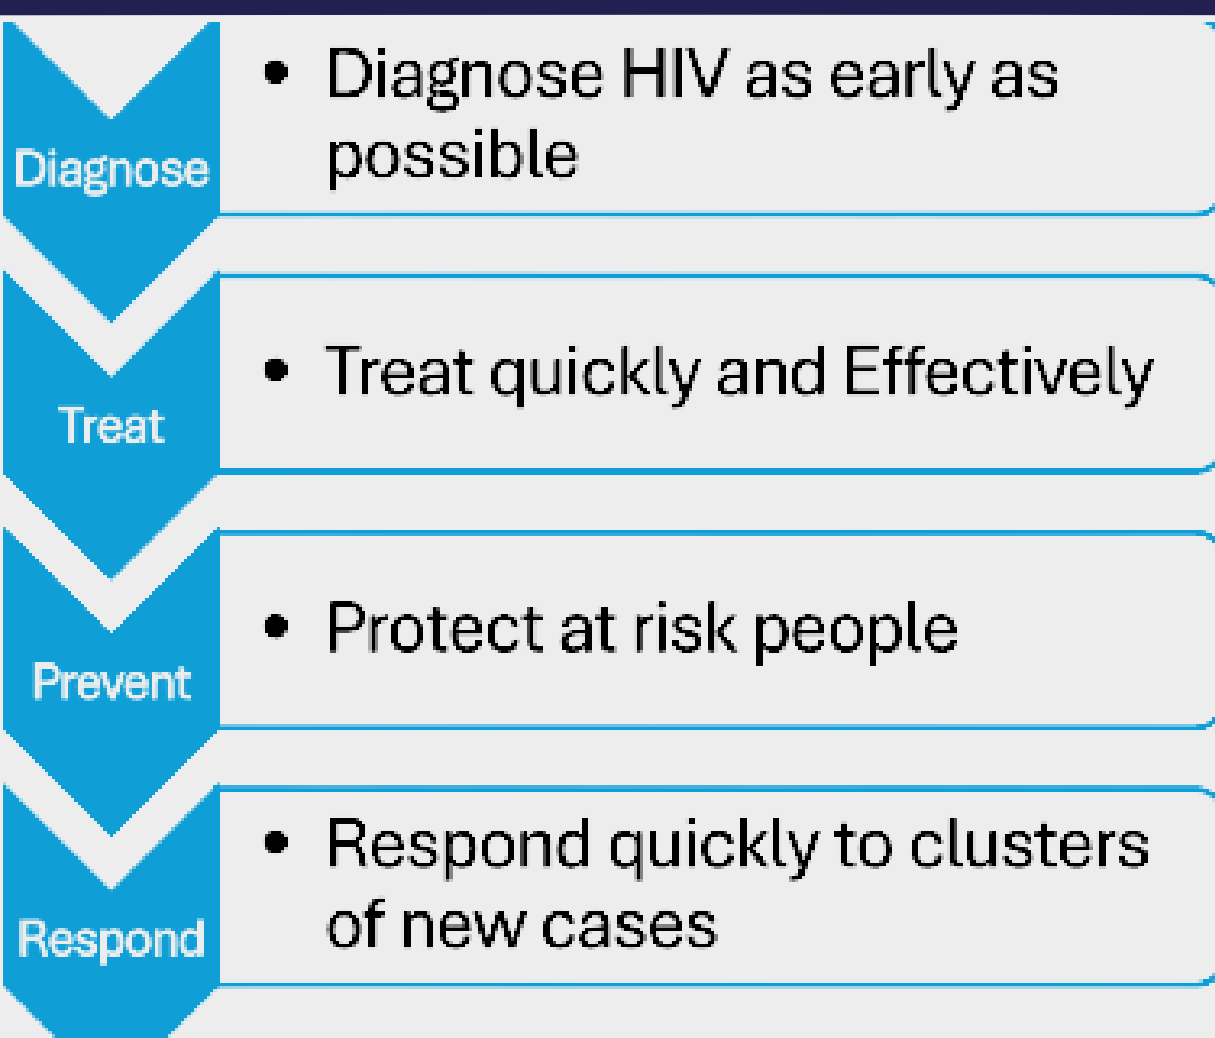 Diagnose
• Diagnose HIV as early as
possible
Treat
• Treat quickly and Effectively
Prevent
• Protect at risk people
Respond
• Respond quickly to clusters
of new cases